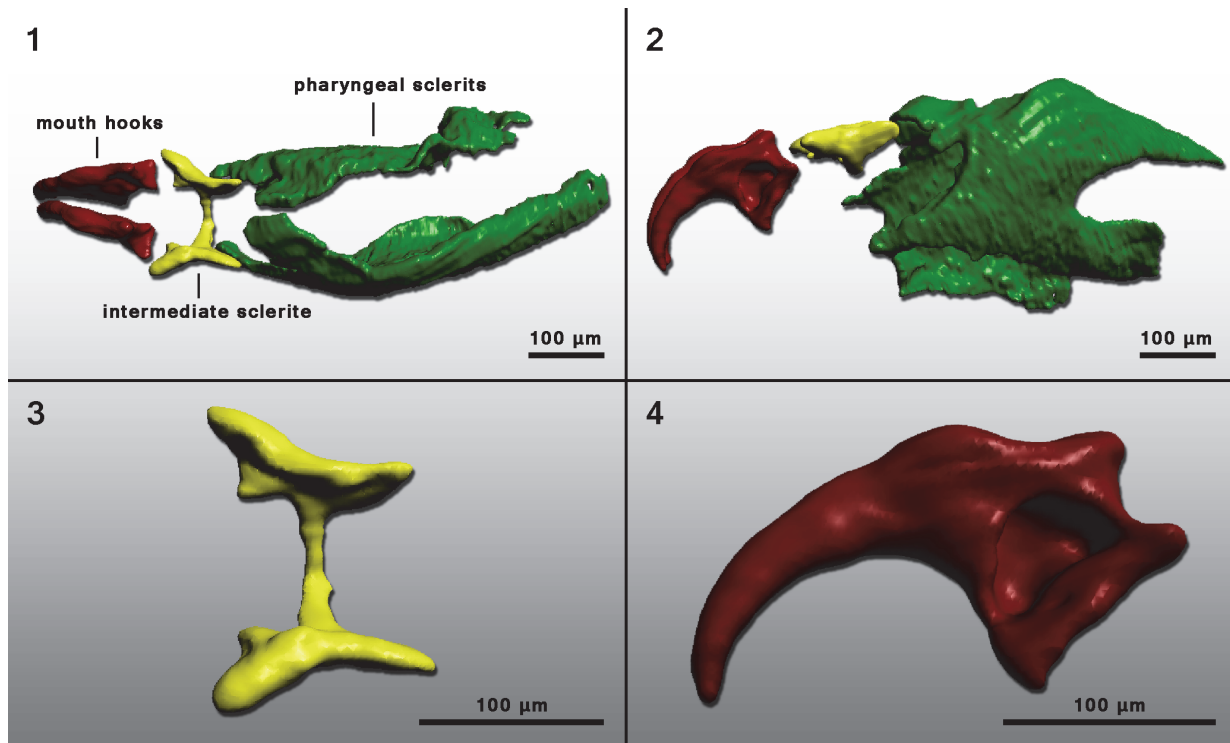 1
pharyngeal sclerits
mouth hooks
intermediate sclerite
100 µm
2
100 µm
3
100 µm
4
100 µm